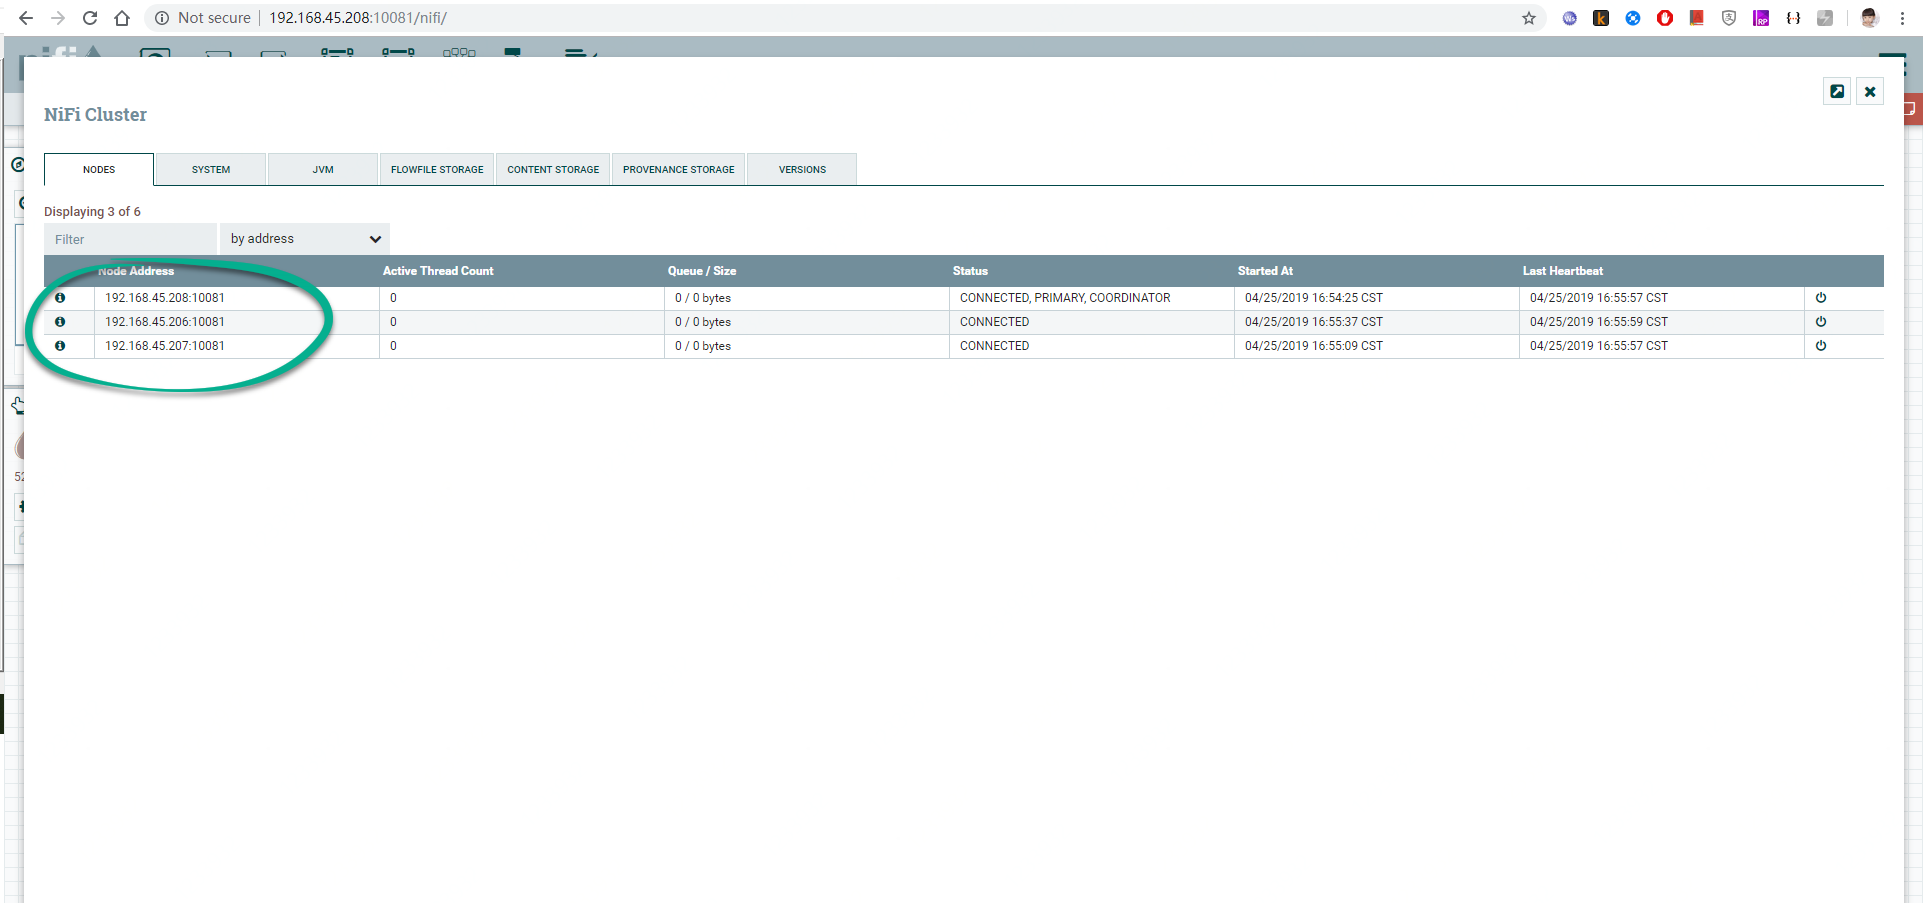 Not secure | 192.168.45.208:10081/nifi/
NiFi Cluster
NODES SYSTEM JVM FLOWFILE STORAGE CONTENT STORAGE PROVENANCE STORAGE VERSIONS
Displaying 3 of 6
Filter by address
Node Address Active Thread Count Queue / Size Status Started At Last Heartbeat
192.168.45.208:10081 0 0 / 0 bytes CONNECTED, PRIMARY, COORDINATOR 04/25/2019 16:54:25 CST 04/25/2019 16:55:57 CST
192.168.45.206:10081 0 0 / 0 bytes CONNECTED 04/25/2019 16:55:37 CST 04/25/2019 16:55:59 CST
192.168.45.207:10081 0 0 / 0 bytes CONNECTED 04/25/2019 16:55:09 CST 04/25/2019 16:55:57 CST